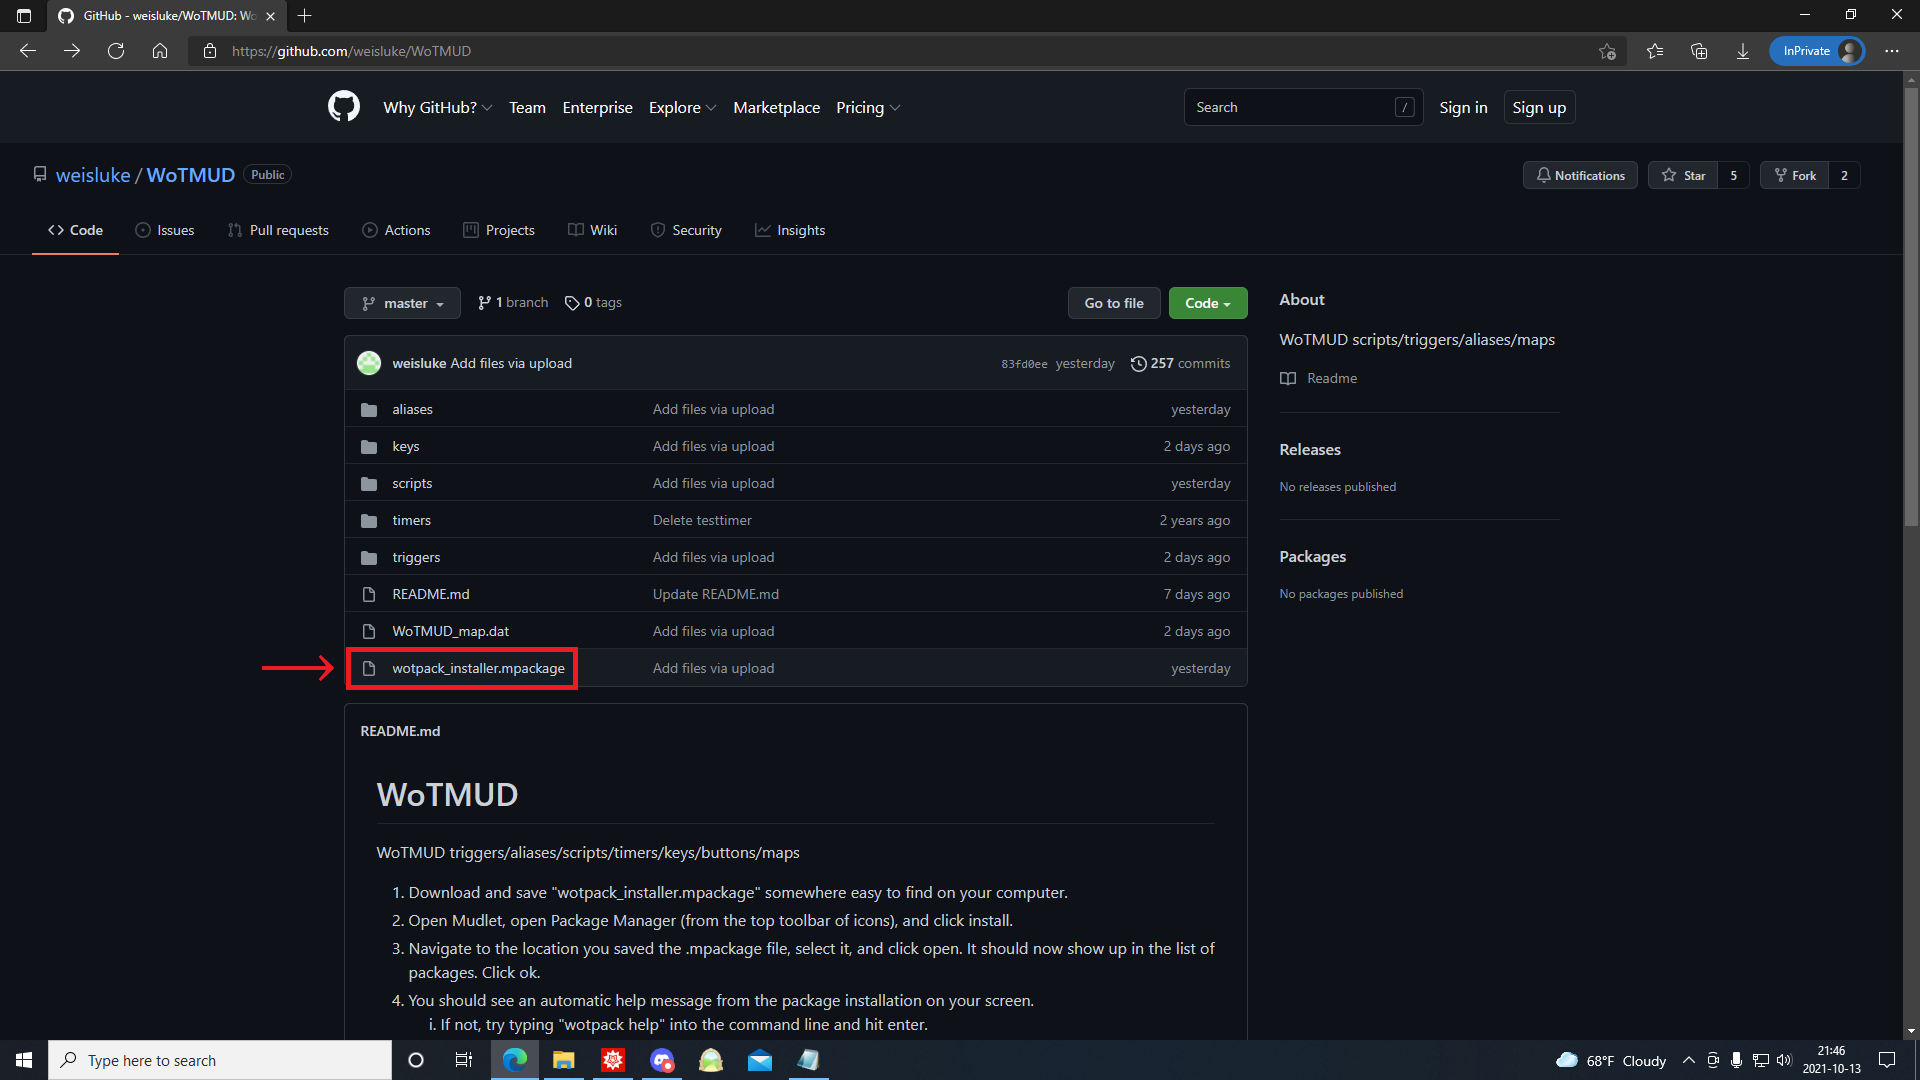 GitHub - weisluke/WoTMUD: Wo
https://github.com/weisluke/WoTMUD
InPrivate
Why GitHub? Team Enterprise Explore Marketplace Pricing
Search /
Sign in Sign up
weisluke / WoTMUD Public
Notifications Star 5 Fork 2
Code Issues Pull requests Actions Projects Wiki Security Insights
master 1 branch 0 tags Go to file Code
weisluke Add files via upload 83fd0ee yesterday 257 commits
aliases Add files via upload yesterday
keys Add files via upload 2 days ago
scripts Add files via upload yesterday
timers Delete testtimer 2 years ago
triggers Add files via upload 2 days ago
README.md Update README.md 7 days ago
WoTMUD_map.dat Add files via upload 2 days ago
wotpack_installer.mpackage Add files via upload yesterday
About
WoTMUD scripts/triggers/aliases/maps
Readme
Releases
No releases published
Packages
No packages published
README.md
WoTMUD
WoTMUD triggers/aliases/scripts/timers/keys/buttons/maps
1. Download and save "wotpack_installer.mpackage" somewhere easy to find on your computer.
2. Open Mudlet, open Package Manager (from the top toolbar of icons), and click install.
3. Navigate to the location you saved the .mpackage file, select it, and click open. It should now show up in the list of
packages. Click ok.
4. You should see an automatic help message from the package installation on your screen.
i. If not, try typing "wotpack help" into the command line and hit enter.
Type here to search
68°F Cloudy
21:46
2021-10-13